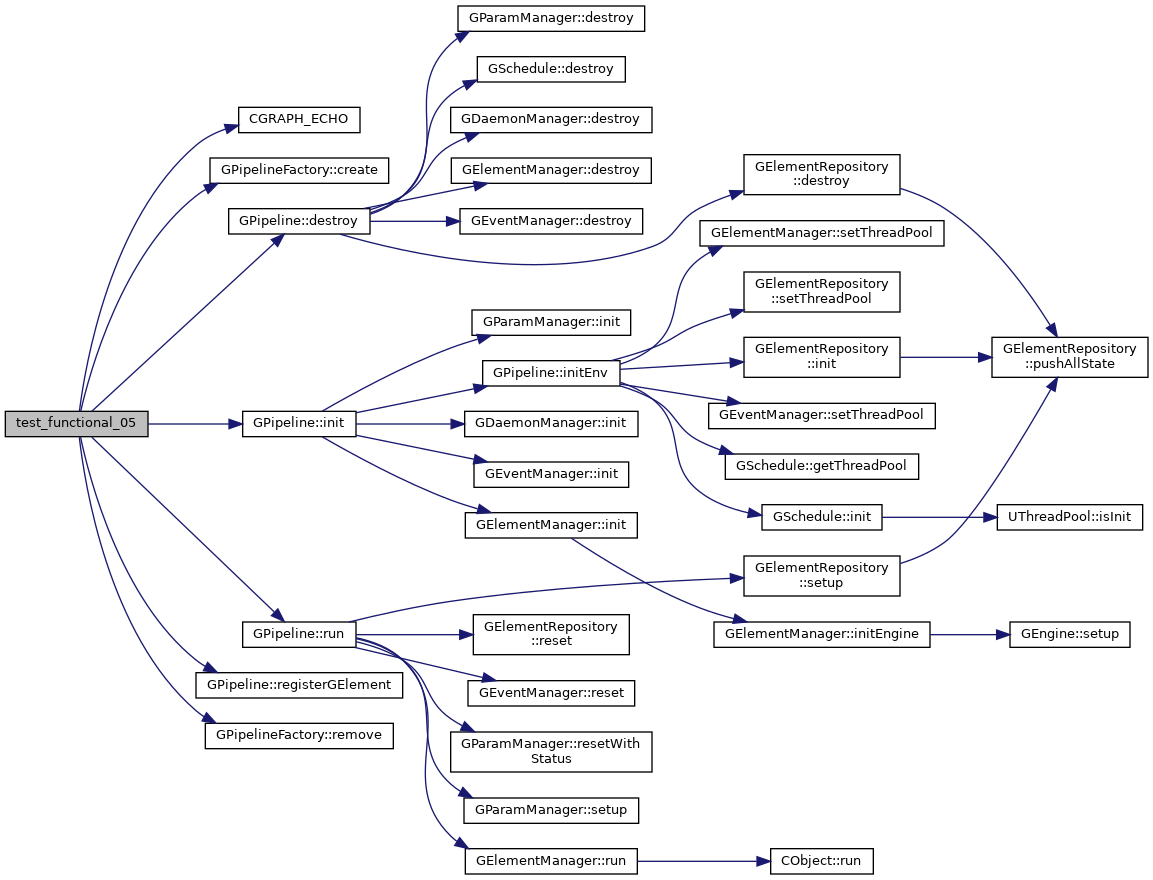 GParamManager::destroy
GSchedule::destroy
CGRAPH_ECHO
GDaemonManager::destroy
GPipelineFactory::create
GElementManager::destroy
GElementRepository
::destroy
GPipeline::destroy
GEventManager::destroy
GElementManager::setThreadPool
GElementRepository
::setThreadPool
GParamManager::init
GPipeline::initEnv
GElementRepository
::init
GElementRepository
::pushAllState
test_functional_05
GPipeline::init
GDaemonManager::init
GEventManager::setThreadPool
GEventManager::init
GSchedule::getThreadPool
GElementManager::init
GSchedule::init
UThreadPool::isInit
GElementRepository
::setup
GPipeline::run
GElementRepository
::reset
GElementManager::initEngine
GEngine::setup
GPipeline::registerGElement
GEventManager::reset
GPipelineFactory::remove
GParamManager::resetWith
Status
GParamManager::setup
GElementManager::run
CObject::run